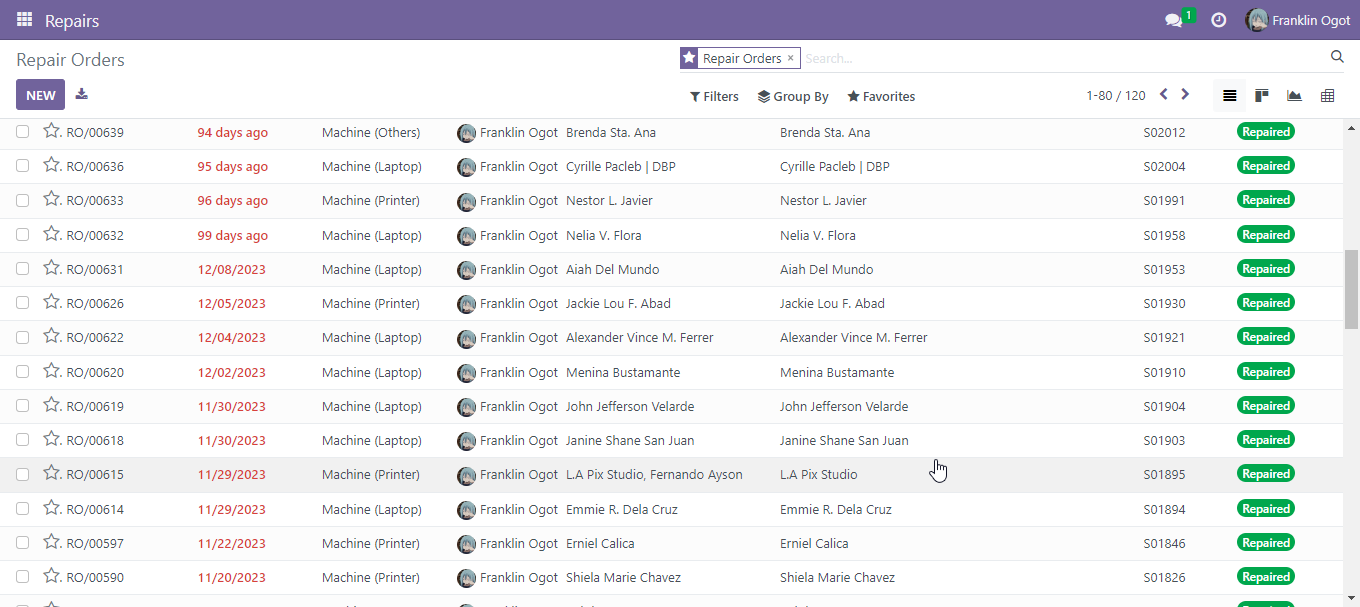 Repairs 1 Franklin Ogot
Repair Orders Repair Orders × Search...
NEW Filters Group By Favorites 1-80 / 120
RO/00639 94 days ago Machine (Others) Franklin Ogot Brenda Sta. Ana Brenda Sta. Ana S02012 Repaired
RO/00636 95 days ago Machine (Laptop) Franklin Ogot Cyrille Pacleb | DBP Cyrille Pacleb | DBP S02004 Repaired
RO/00633 96 days ago Machine (Printer) Franklin Ogot Nestor L. Javier Nestor L. Javier S01991 Repaired
RO/00632 99 days ago Machine (Laptop) Franklin Ogot Nelia V. Flora Nelia V. Flora S01958 Repaired
RO/00631 12/08/2023 Machine (Laptop) Franklin Ogot Aiah Del Mundo Aiah Del Mundo S01953 Repaired
RO/00626 12/05/2023 Machine (Printer) Franklin Ogot Jackie Lou F. Abad Jackie Lou F. Abad S01930 Repaired
RO/00622 12/04/2023 Machine (Laptop) Franklin Ogot Alexander Vince M. Ferrer Alexander Vince M. Ferrer S01921 Repaired
RO/00620 12/02/2023 Machine (Laptop) Franklin Ogot Menina Bustamante Menina Bustamante S01910 Repaired
RO/00619 11/30/2023 Machine (Laptop) Franklin Ogot John Jefferson Velarde John Jefferson Velarde S01904 Repaired
RO/00618 11/30/2023 Machine (Laptop) Franklin Ogot Janine Shane San Juan Janine Shane San Juan S01903 Repaired
RO/00615 11/29/2023 Machine (Printer) Franklin Ogot L.A Pix Studio, Fernando Ayson L.A Pix Studio S01895 Repaired
RO/00614 11/29/2023 Machine (Laptop) Franklin Ogot Emmie R. Dela Cruz Emmie R. Dela Cruz S01894 Repaired
RO/00597 11/22/2023 Machine (Printer) Franklin Ogot Erniel Calica Erniel Calica S01846 Repaired
RO/00590 11/20/2023 Machine (Printer) Franklin Ogot Shiela Marie Chavez Shiela Marie Chavez S01826 Repaired